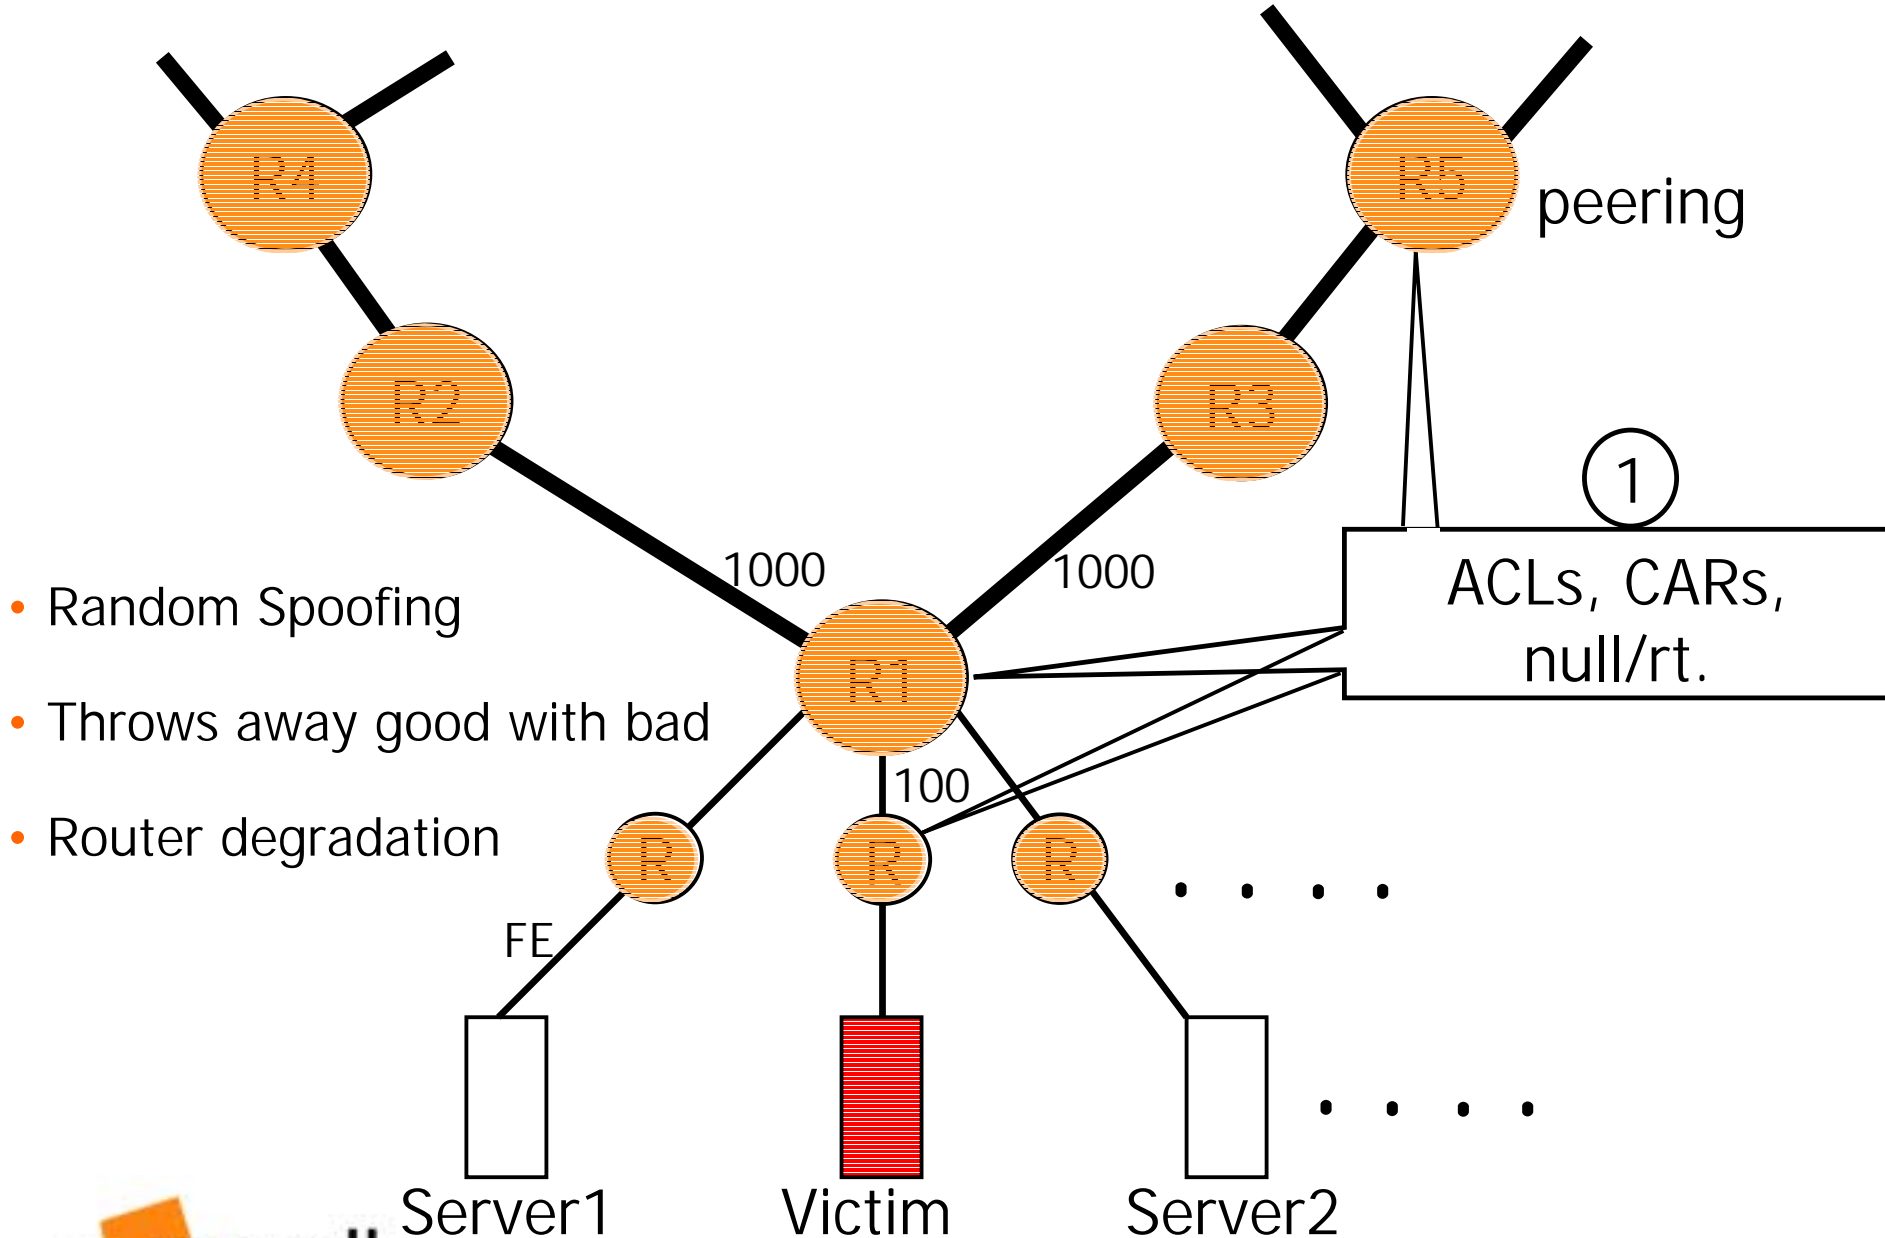 R4
R5
peering
R2
R3
1
1000
1000
ACLs, CARs,
null/rt.
• Random Spoofing
R1
• Throws away good with bad
100
• Router degradation
R
R
R
. . . .
FE
. . . .
Server1
Victim
Server2